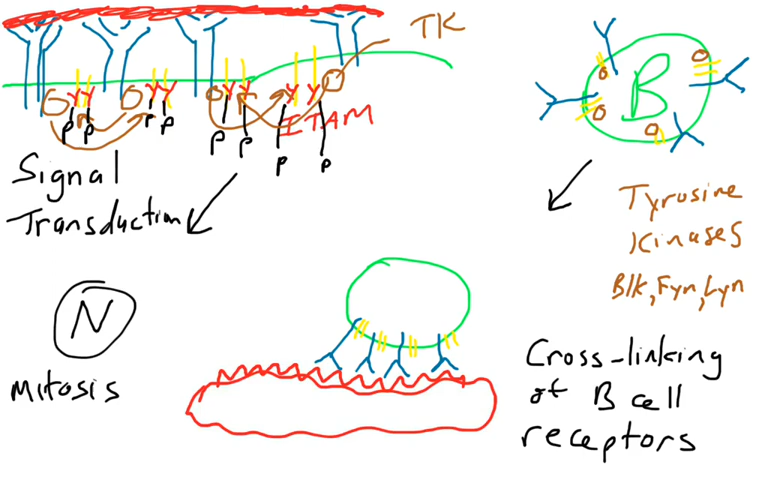 TK
Y Y Y Y Y Y Y Y
P P P P P P P P
ITAM
B
Signal
Transduction
Tyrosine
Kinases
Blk, Fyn, Lyn
N
Mitosis
Cross-linking
of B cell
receptors